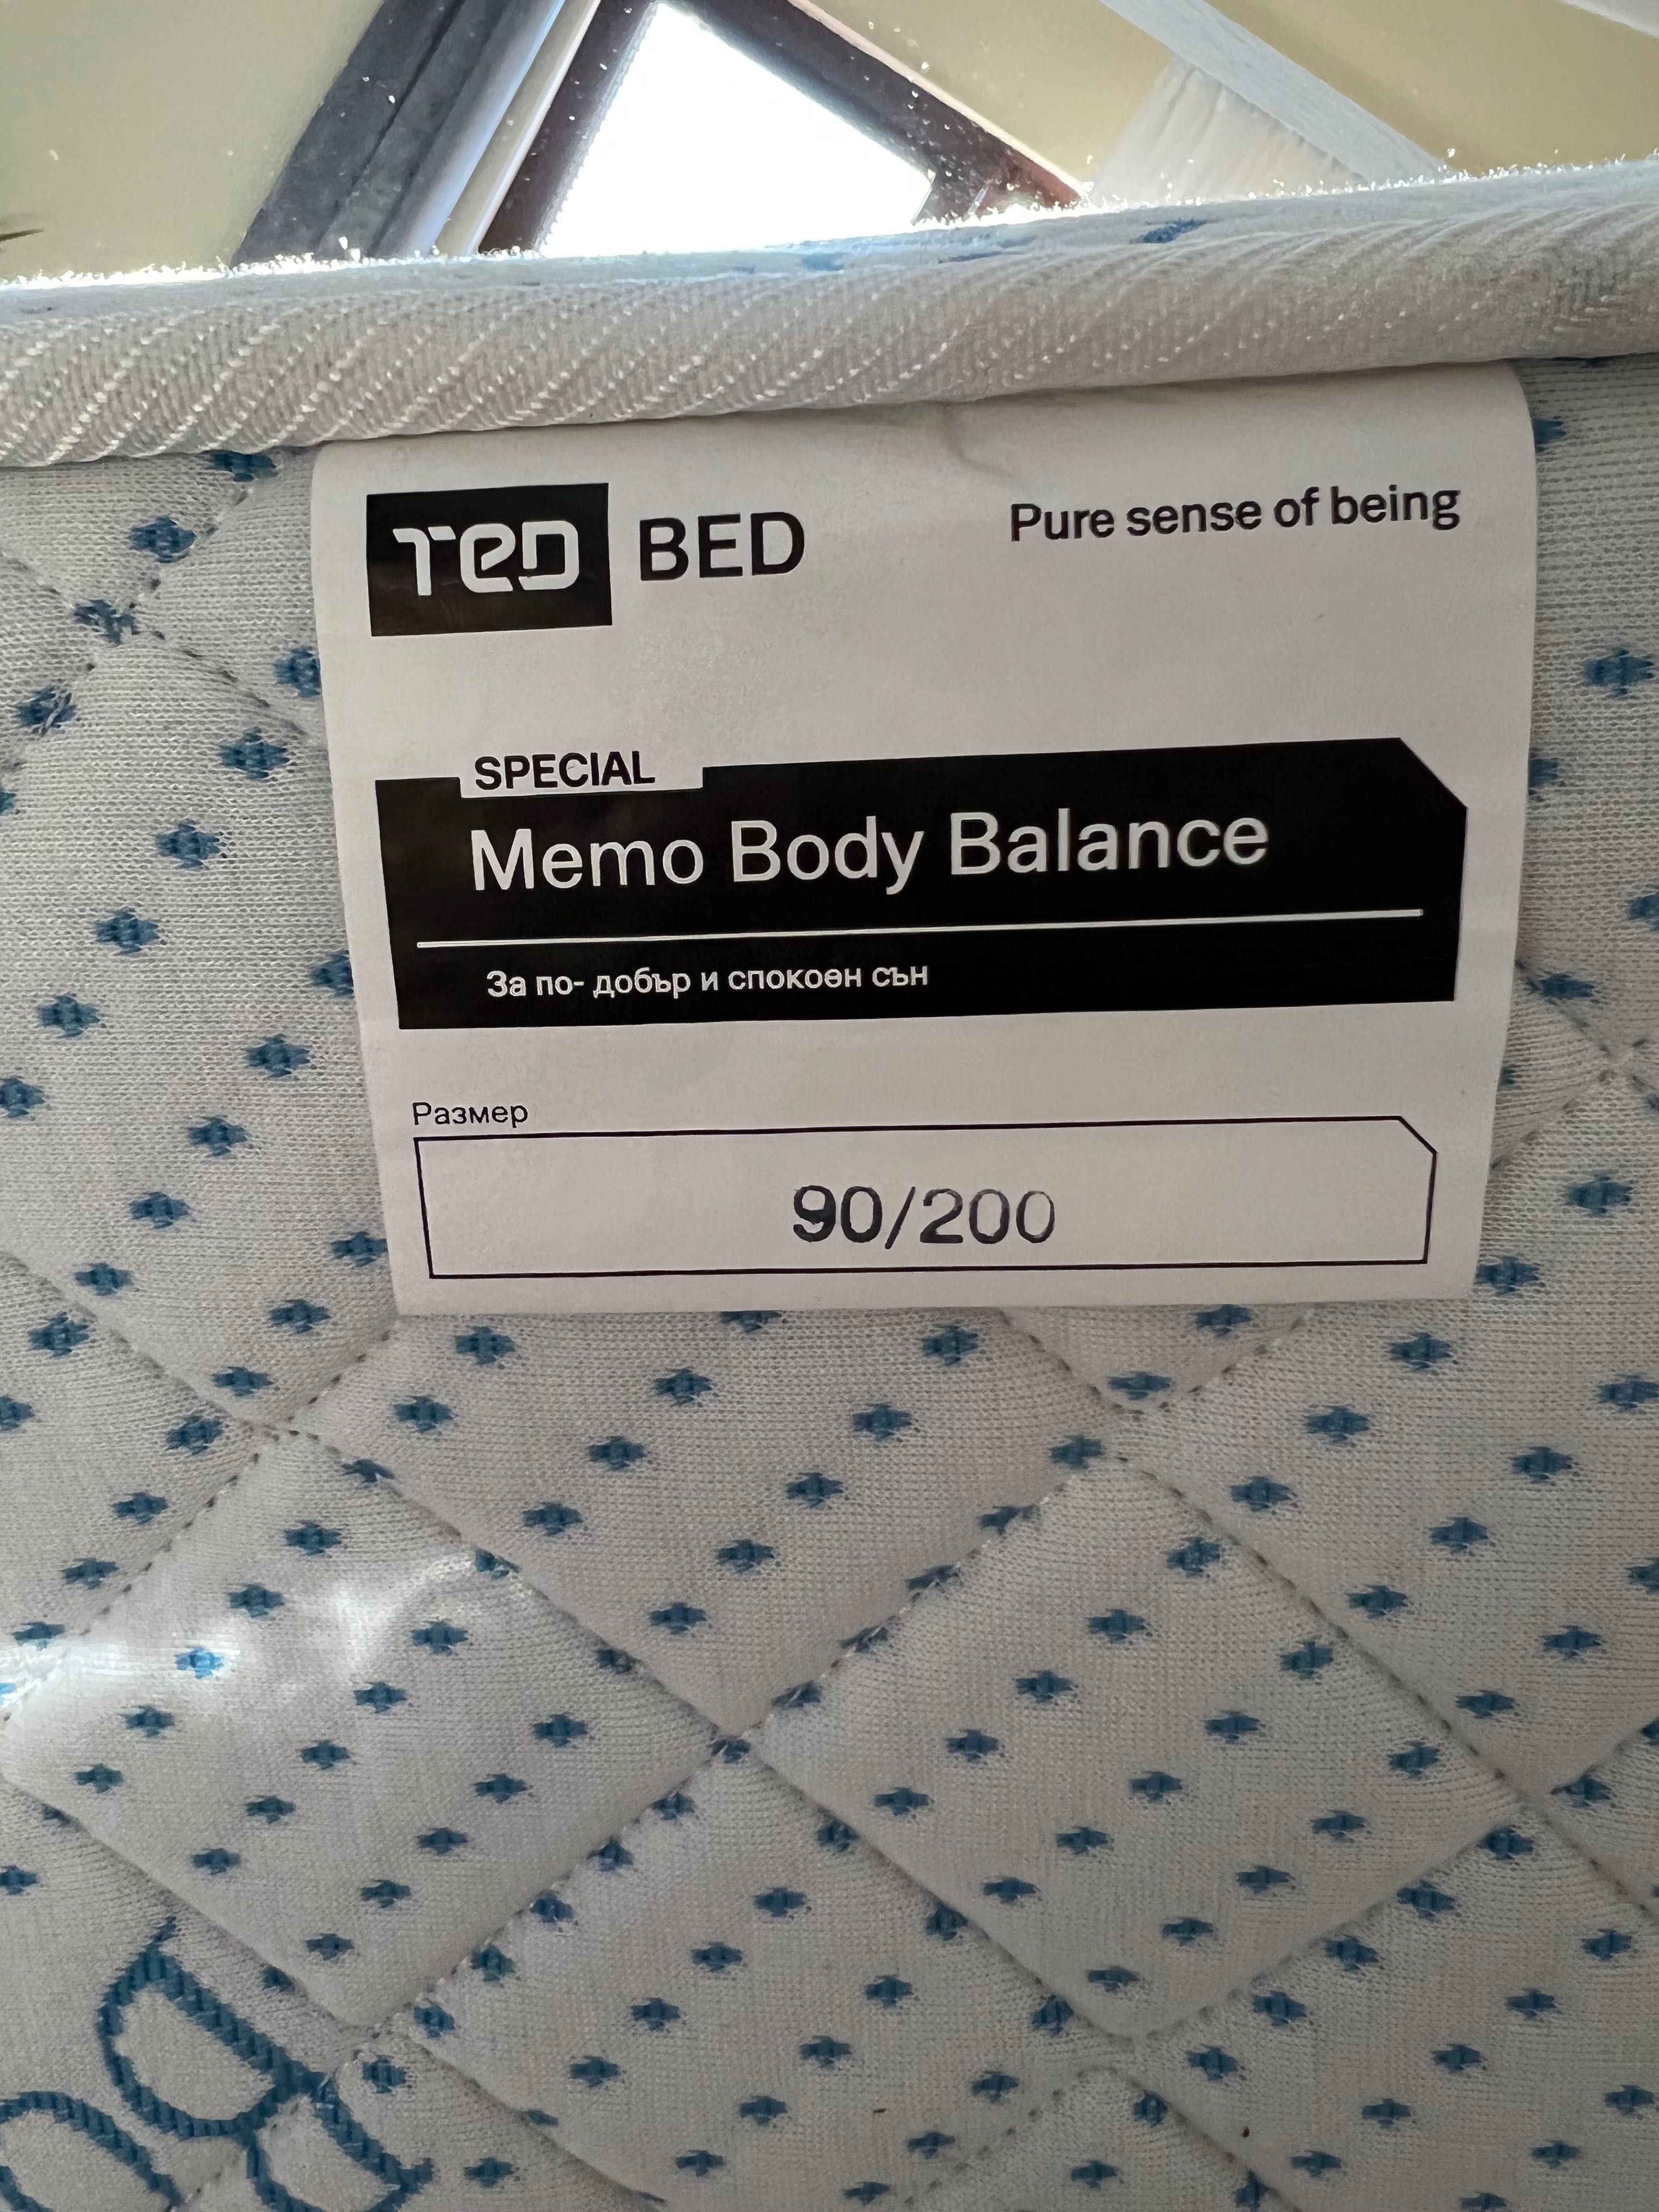 TED BED
Pure sense of being
SPECIAL
Memo Body Balance
За по- добър и спокоен сън
Размер
90/200